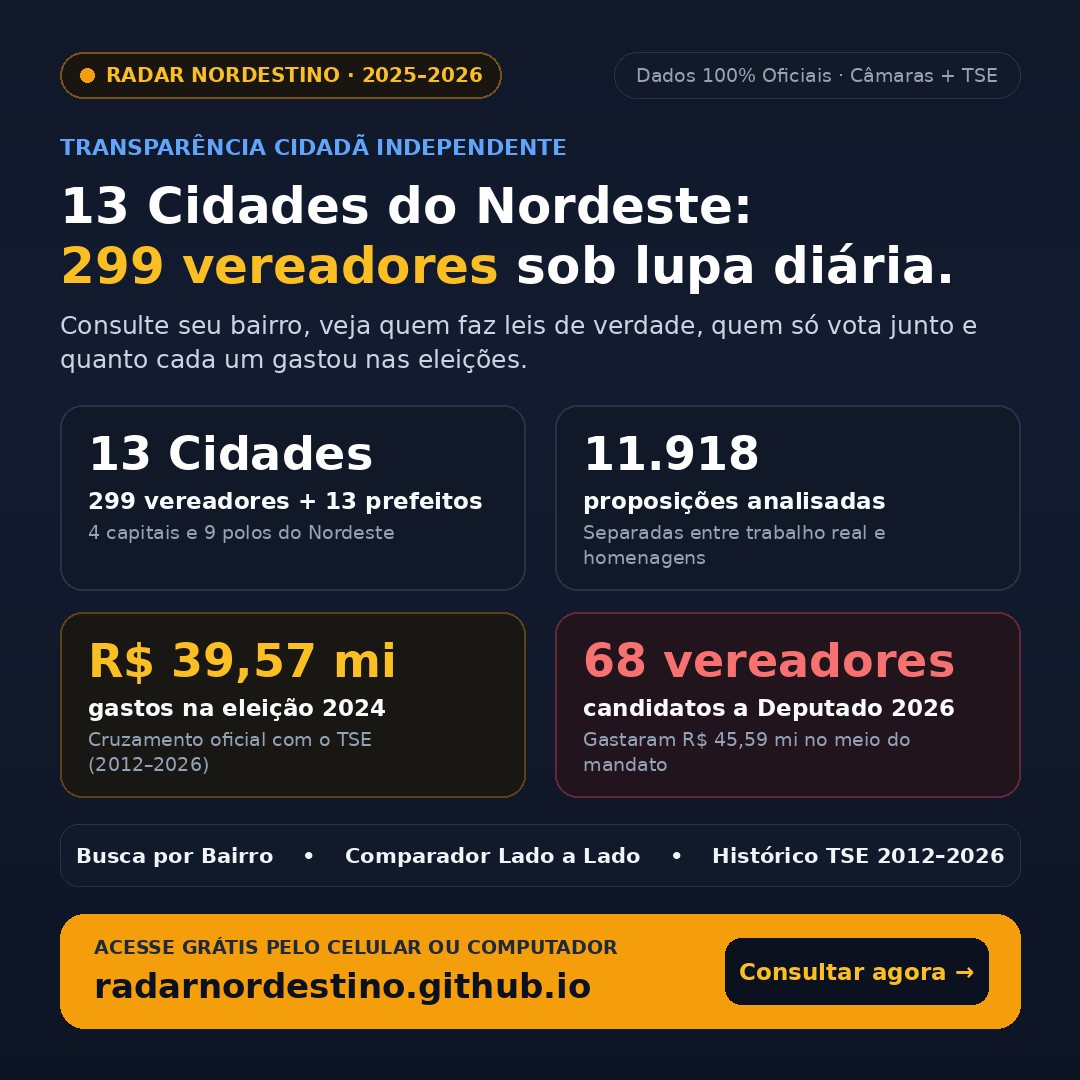 RADAR NORDESTINO · 2025–2026
Dados 100% Oficiais · Câmaras + TSE
TRANSPARÊNCIA CIDADÃ INDEPENDENTE
13 Cidades do Nordeste:
299 vereadores sob lupa diária.
Consulte seu bairro, veja quem faz leis de verdade, quem só vota junto e
quanto cada um gastou nas eleições.
13 Cidades
299 vereadores + 13 prefeitos
4 capitais e 9 polos do Nordeste
11.918
proposições analisadas
Separadas entre trabalho real e
homenagens
R$ 39,57 mi
gastos na eleição 2024
Cruzamento oficial com o TSE
(2012–2026)
68 vereadores
candidatos a Deputado 2026
Gastaram R$ 45,59 mi no meio do
mandato
Busca por Bairro • Comparador Lado a Lado • Histórico TSE 2012–2026
ACESSE GRÁTIS PELO CELULAR OU COMPUTADOR
radarnordestino.github.io
Consultar agora →